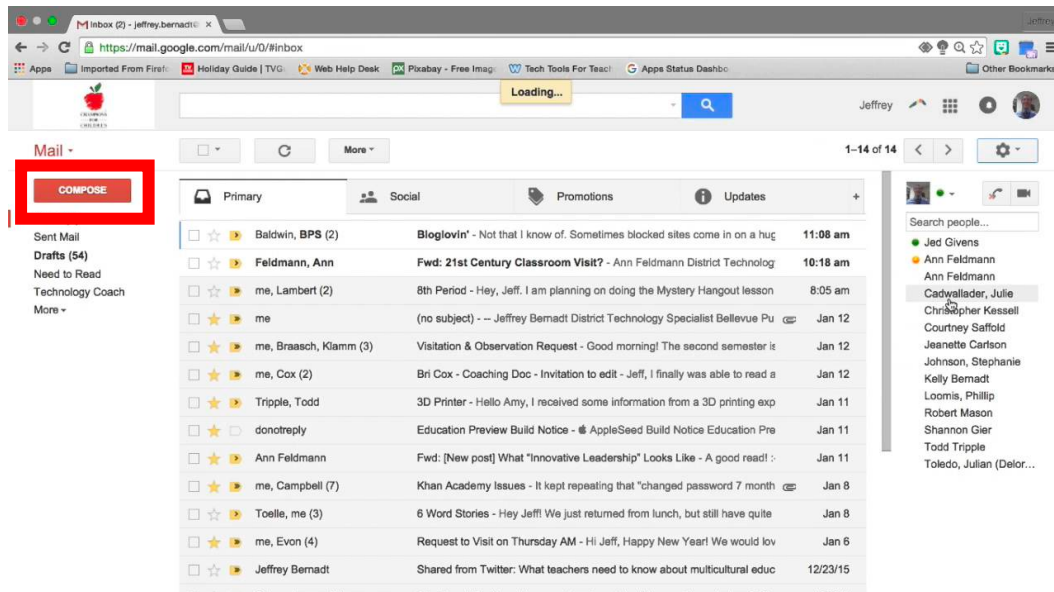 Inbox (2) - jeffrey.bernadt@ ×
Jeffrey
https://mail.google.com/mail/u/0/#inbox
Apps Imported From Firefo Holiday Guide | TVG Web Help Desk Pixabay - Free Imag Tech Tools For Teach Apps Status Dashbo Other Bookmarks
Loading...
CHAMPIONS
FOR
CHILDREN
Jeffrey
Mail
More
1–14 of 14
COMPOSE
Primary Social Promotions Updates +
Search people...
Sent Mail
Drafts (54)
Need to Read
Technology Coach
More
Baldwin, BPS (2) Bloglovin' - Not that I know of. Sometimes blocked sites come in on a hug 11:08 am
Feldmann, Ann Fwd: 21st Century Classroom Visit? - Ann Feldmann District Technolog 10:18 am
me, Lambert (2) 8th Period - Hey, Jeff. I am planning on doing the Mystery Hangout lesson 8:05 am
me (no subject) - -- Jeffrey Bernadt District Technology Specialist Bellevue Pu Jan 12
me, Braasch, Klamm (3) Visitation & Observation Request - Good morning! The second semester is Jan 12
me, Cox (2) Bri Cox - Coaching Doc - Invitation to edit - Jeff, I finally was able to read a Jan 12
Tripple, Todd 3D Printer - Hello Amy, I received some information from a 3D printing exp Jan 11
donotreply Education Preview Build Notice - AppleSeed Build Notice Education Pre Jan 11
Ann Feldmann Fwd: [New post] What "Innovative Leadership" Looks Like - A good read! :- Jan 11
me, Campbell (7) Khan Academy Issues - It kept repeating that "changed password 7 month Jan 8
Toelle, me (3) 6 Word Stories - Hey Jeff! We just returned from lunch, but still have quite Jan 8
me, Evon (4) Request to Visit on Thursday AM - Hi Jeff, Happy New Year! We would lov Jan 6
Jeffrey Bernadt Shared from Twitter: What teachers need to know about multicultural educ 12/23/15
Jed Givens
Ann Feldmann
Ann Feldmann
Cadwallader, Julie
Christopher Kessell
Courtney Saffold
Jeanette Carlson
Johnson, Stephanie
Kelly Bernadt
Loomis, Phillip
Robert Mason
Shannon Gier
Todd Tripple
Toledo, Julian (Delor...